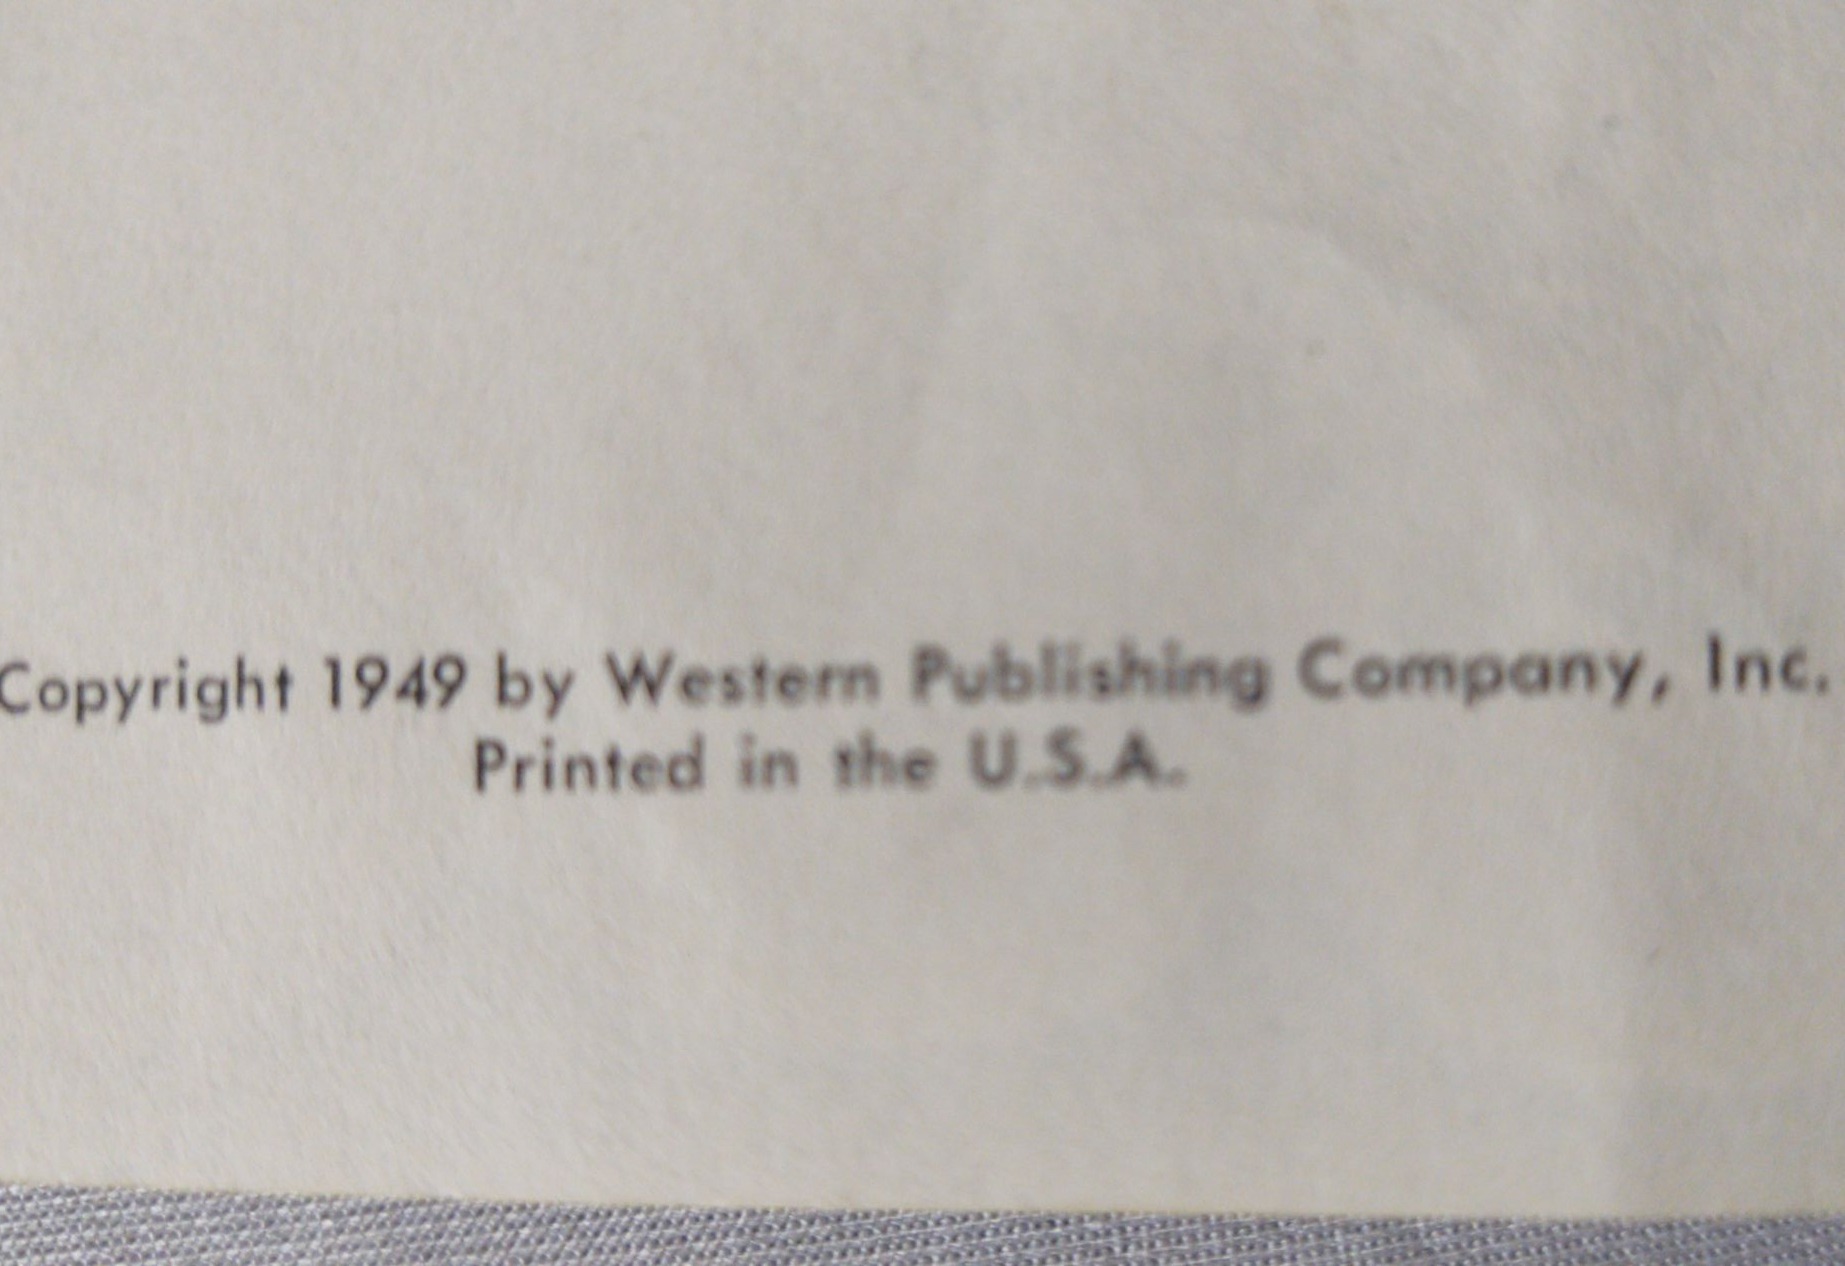 Copyright 1949 by Western Publishing Company, Inc.
Printed in the U.S.A.